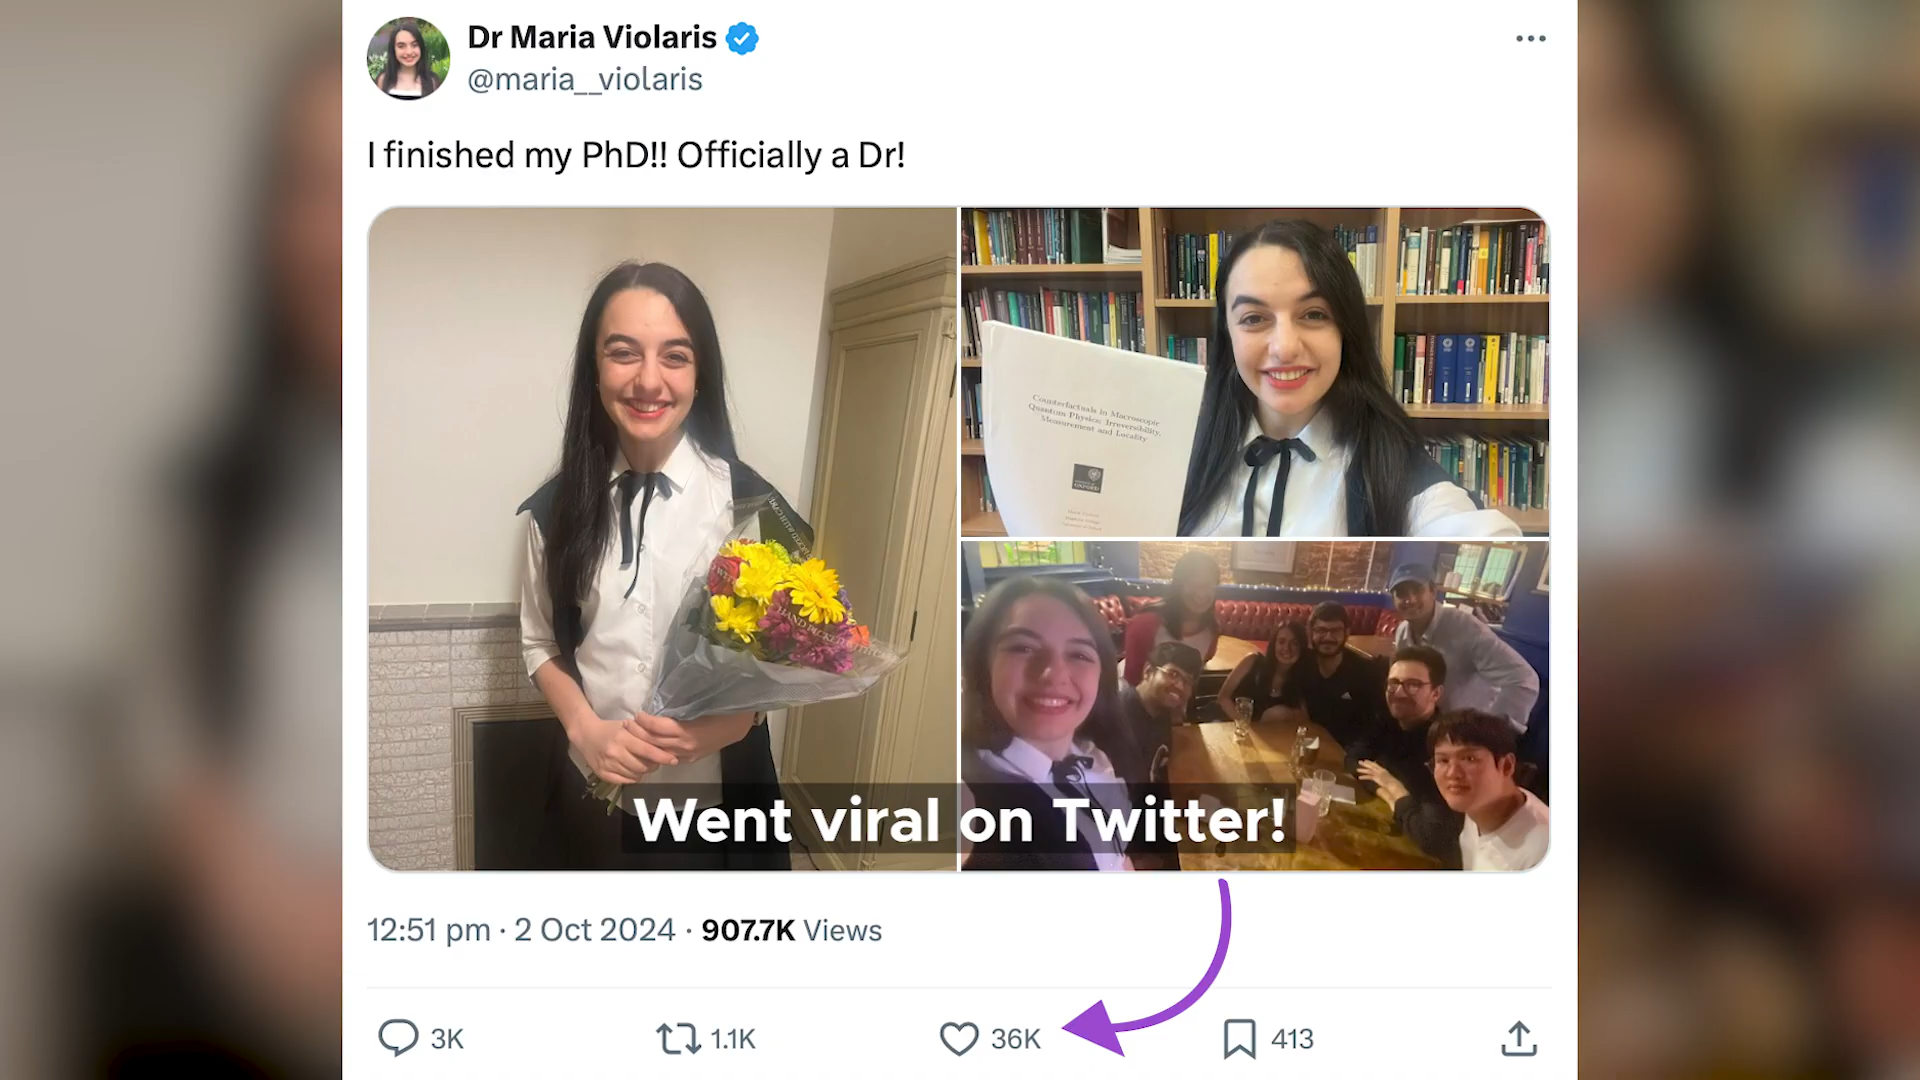 Dr Maria Violaris
@maria__violaris
I finished my PhD!! Officially a Dr!
Counterfactuals in Macroscopic
Quantum Physics: Irreversibility,
Measurement and Locality
OXFORD
Went viral on Twitter!
12:51 pm · 2 Oct 2024 · 907.7K Views
3K
1.1K
36K
413